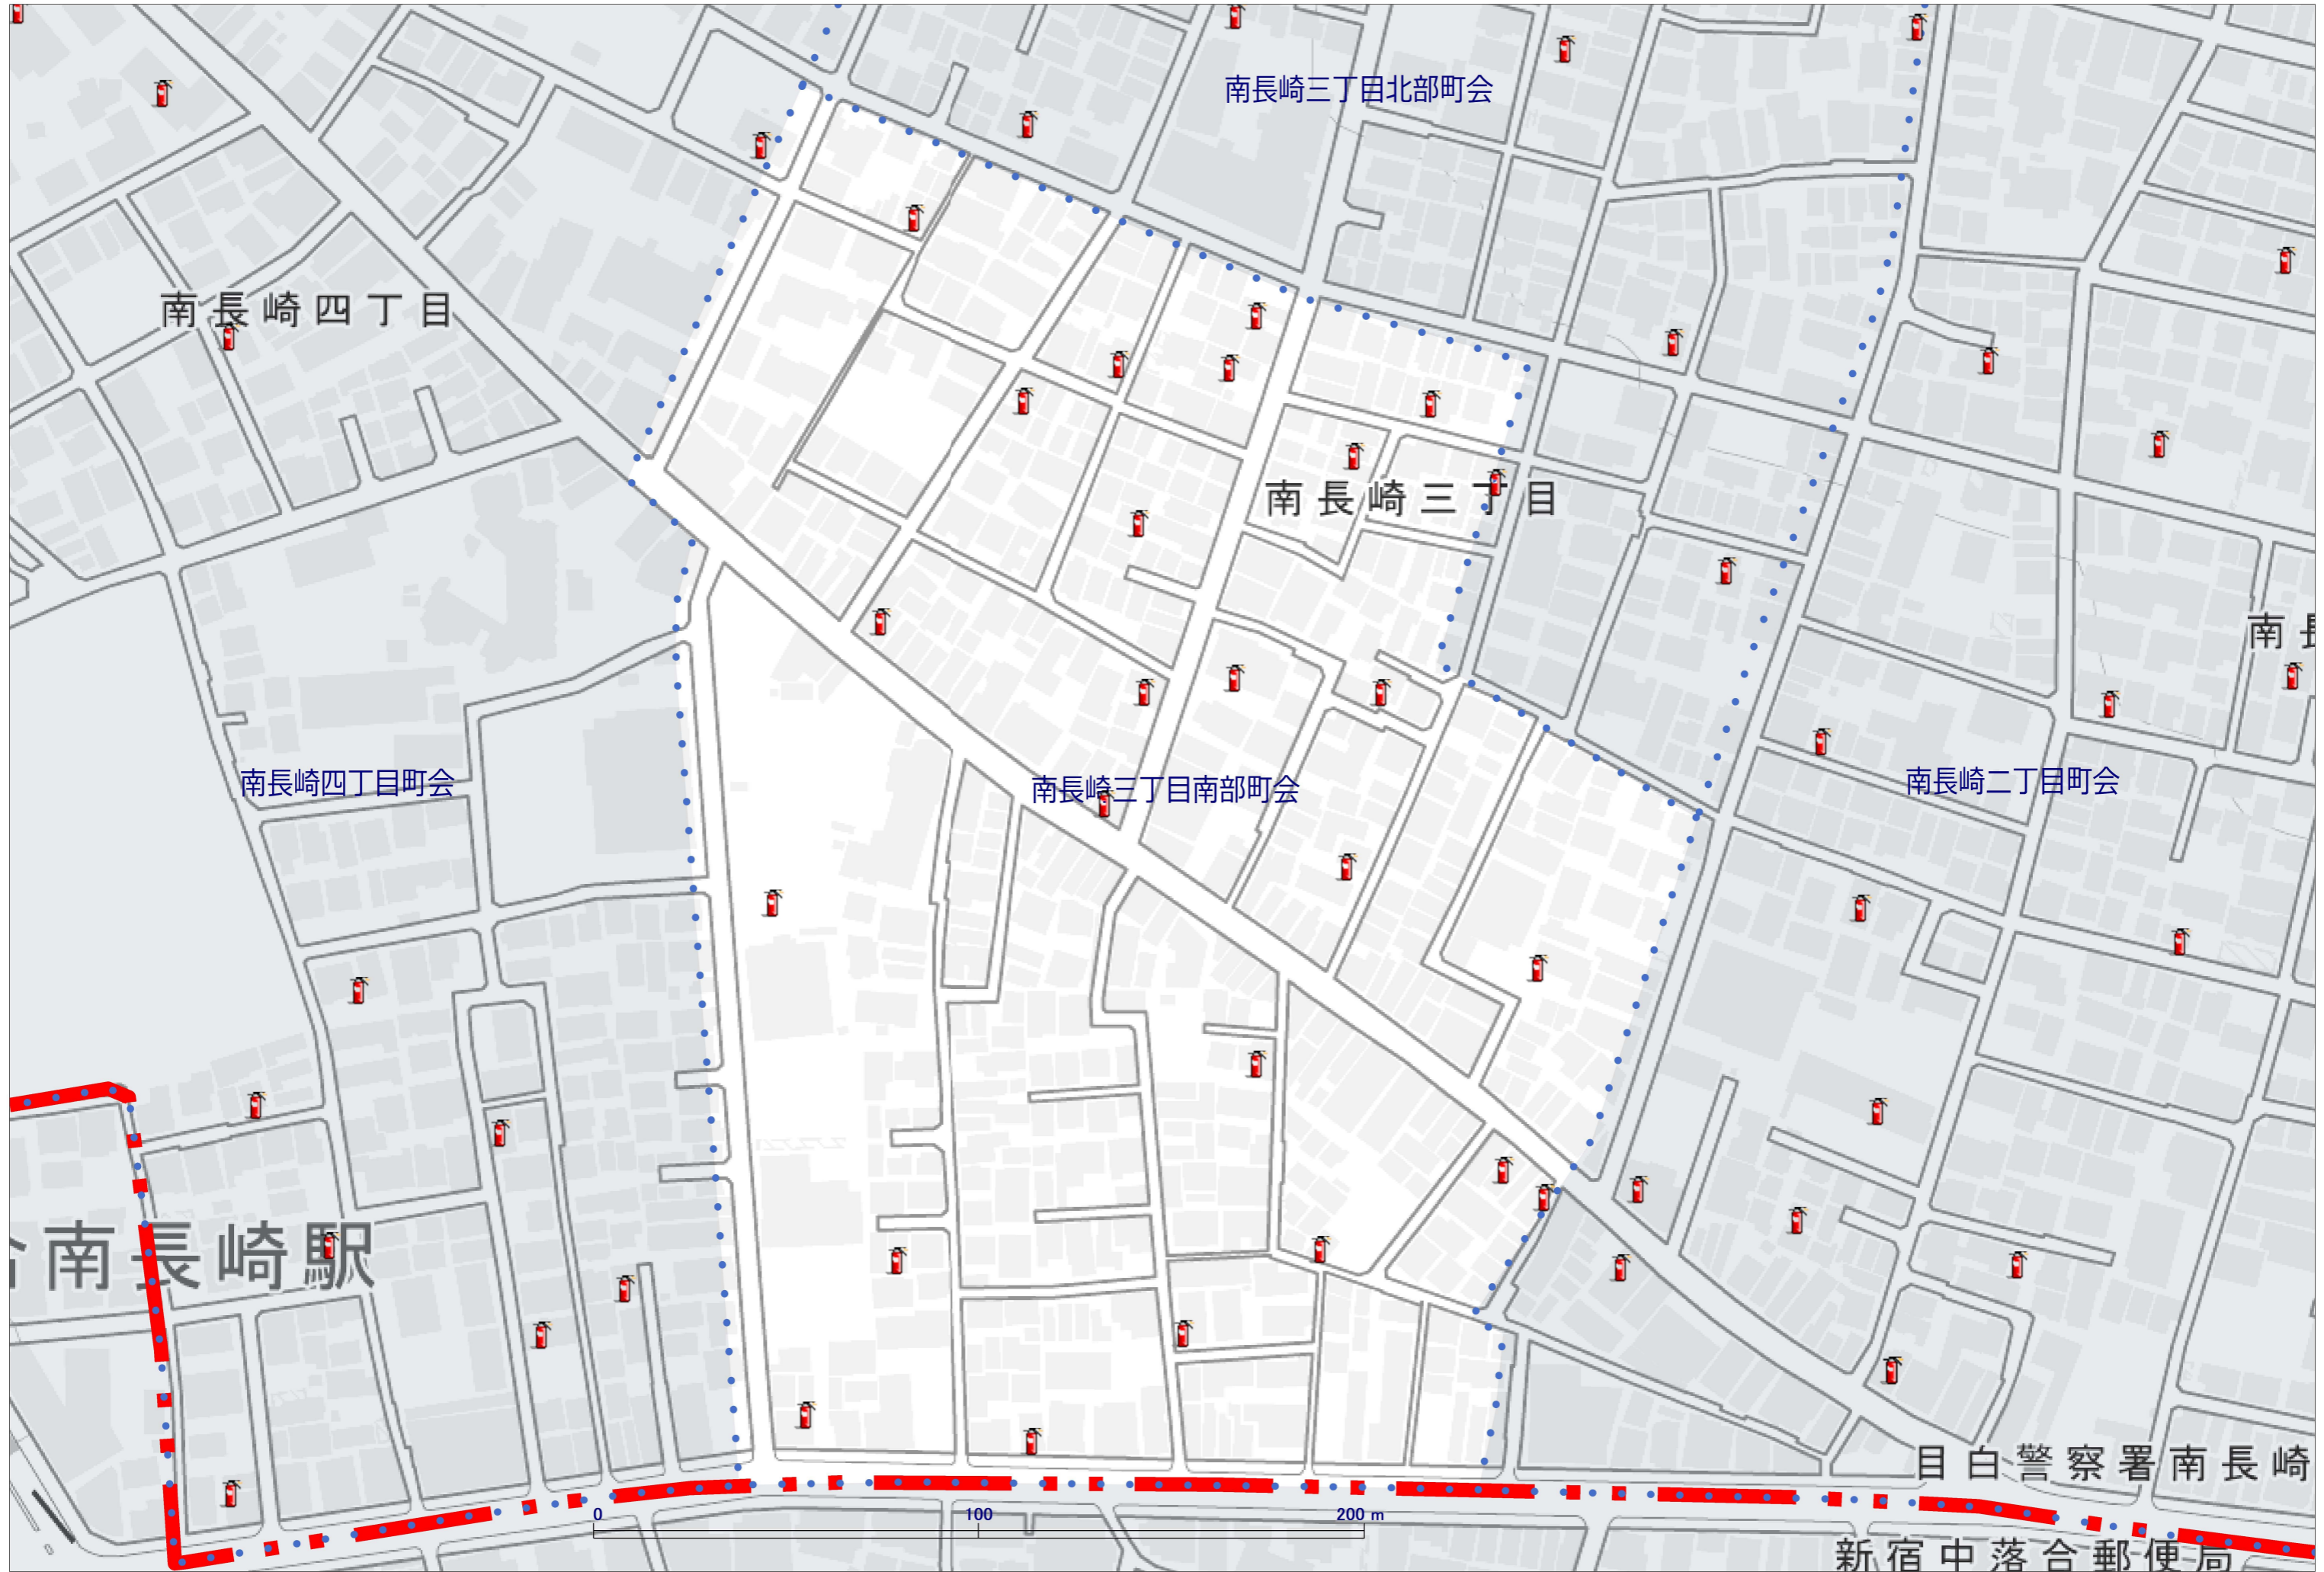 南長崎三丁目北部町会
南長崎四丁目
南長崎三丁目
南長崎四丁目町会
南長崎三丁目南部町会
南長崎二丁目町会
南長崎駅
目白警察署南長崎
0 100 200 m
新宿中落合郵便局